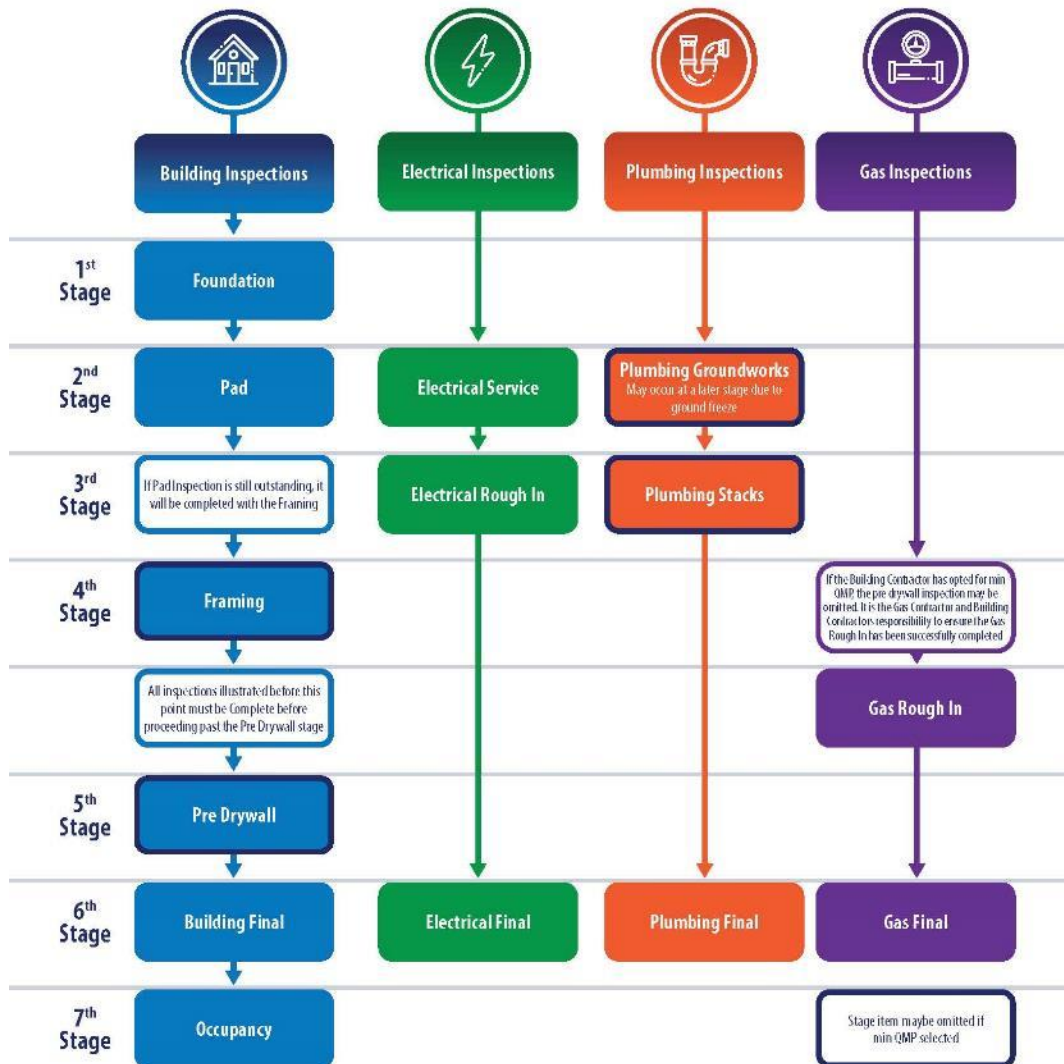 Building Inspections
Electrical Inspections
Plumbing Inspections
Gas Inspections
1st
Stage
Foundation
2nd
Stage
Pad
Electrical Service
Plumbing Groundworks
May occur at a later stage due to
ground freeze
3rd
Stage
If Pad Inspection is still outstanding, it
will be completed with the Framing
Electrical Rough In
Plumbing Stacks
4th
Stage
Framing
If the Building Contractor has opted for min
QMP, the pre drywall inspection may be
omitted. It is the Gas Contractor and Building
Contractors responsibility to ensure the Gas
Rough In has been successfully completed
All inspections illustrated before this
point must be Complete before
proceeding past the Pre Drywall stage
Gas Rough In
5th
Stage
Pre Drywall
6th
Stage
Building Final
Electrical Final
Plumbing Final
Gas Final
7th
Stage
Occupancy
Stage item maybe omitted if
min QMP selected